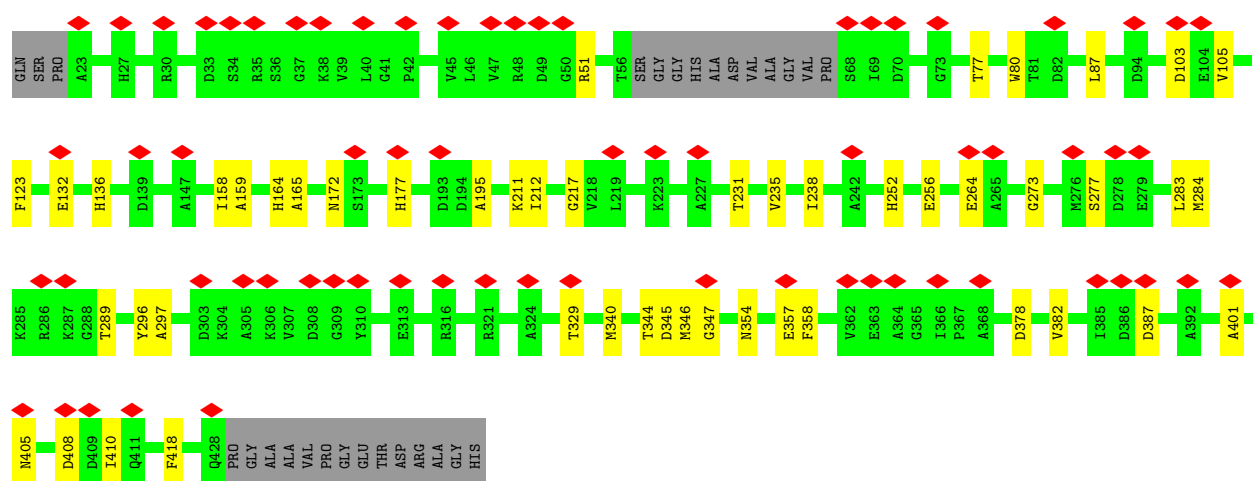 GLN SER PRO A23 H27 R30 D33 S34 R35 S36 G37 K38 V39 L40 G41 P42 V45 L46 V47 R48 D49 G50 R51 T56 SER GLY GLY HIS ALA ASP VAL ALA GLY VAL PRO S68 I69 D70 G73 T77 W80 T81 D82 L87 D94 D103 E104 V105
F123 E132 H136 D139 A147 I158 A159 H164 A165 N172 S173 H177 D193 D194 A195 K211 I212 G217 V218 L219 K223 A227 T231 V235 I238 A242 H252 E256 E264 A265 G273 M276 S277 D278 E279 L283 M284
K285 R286 K287 G288 T289 Y296 A297 D303 K304 A305 K306 V307 D308 G309 Y310 E313 R316 R321 A324 T329 M340 T344 D345 M346 G347 N354 E357 F358 V362 E363 A364 G365 I366 P367 A368 D378 V382 I385 D386 D387 A392 A401
N405 D408 D409 I410 Q411 F418 Q428 PRO GLY ALA ALA VAL PRO GLY GLU THR ASP ARG ALA GLY HIS